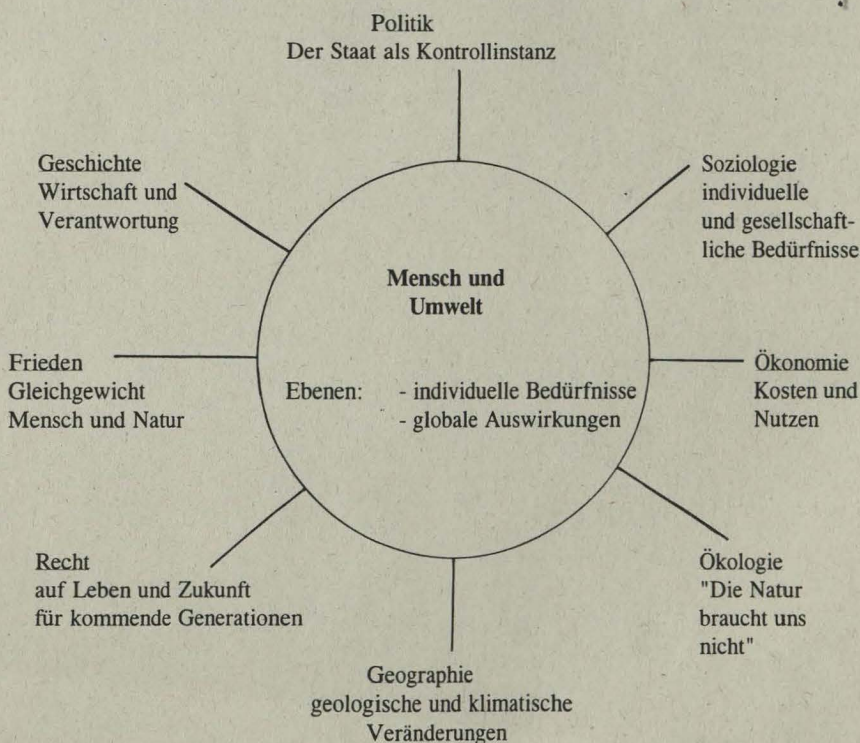 Politik
Der Staat als Kontrollinstanz
Geschichte
Wirtschaft und
Verantwortung
Soziologie
individuelle
und gesellschaft-
liche Bedürfnisse
Mensch und
Umwelt
Frieden
Gleichgewicht
Mensch und Natur
Ebenen: - individuelle Bedürfnisse
- globale Auswirkungen
Ökonomie
Kosten und
Nutzen
Recht
auf Leben und Zukunft
für kommende Generationen
Ökologie
"Die Natur
braucht uns
nicht"
Geographie
geologische und klimatische
Veränderungen